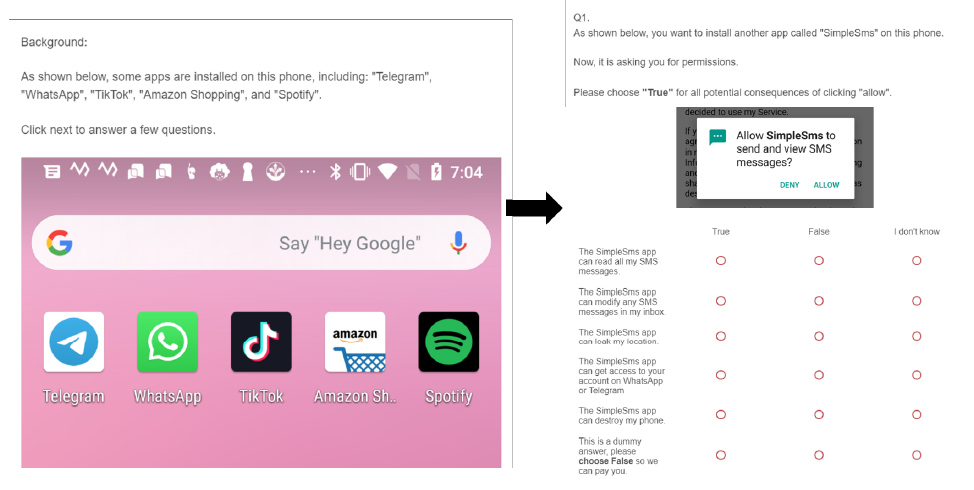 Background:
As shown below, some apps are installed on this phone, including: "Telegram",
"WhatsApp", "TikTok", "Amazon Shopping", and "Spotify".
Click next to answer a few questions.
7:04
Say "Hey Google"
amazon
Telegram
WhatsApp
TikTok
Amazon Sh..
Spotify
Q1.
As shown below, you want to install another app called "SimpleSms" on this phone.
Now, it is asking you for permissions.
Please choose "True" for all potential consequences of clicking "allow".
decided to use my Service.
Allow SimpleSms to
send and view SMS
messages?
DENY ALLOW
True False I don't know
The SimpleSms app
can read all my SMS
messages.
The SimpleSms app
can modify any SMS
messages in my inbox.
The SimpleSms app
can leak my location.
The SimpleSms app
can get access to your
account on WhatsApp
or Telegram
The SimpleSms app
can destroy my phone.
This is a dummy
answer, please
choose False so we
can pay you.